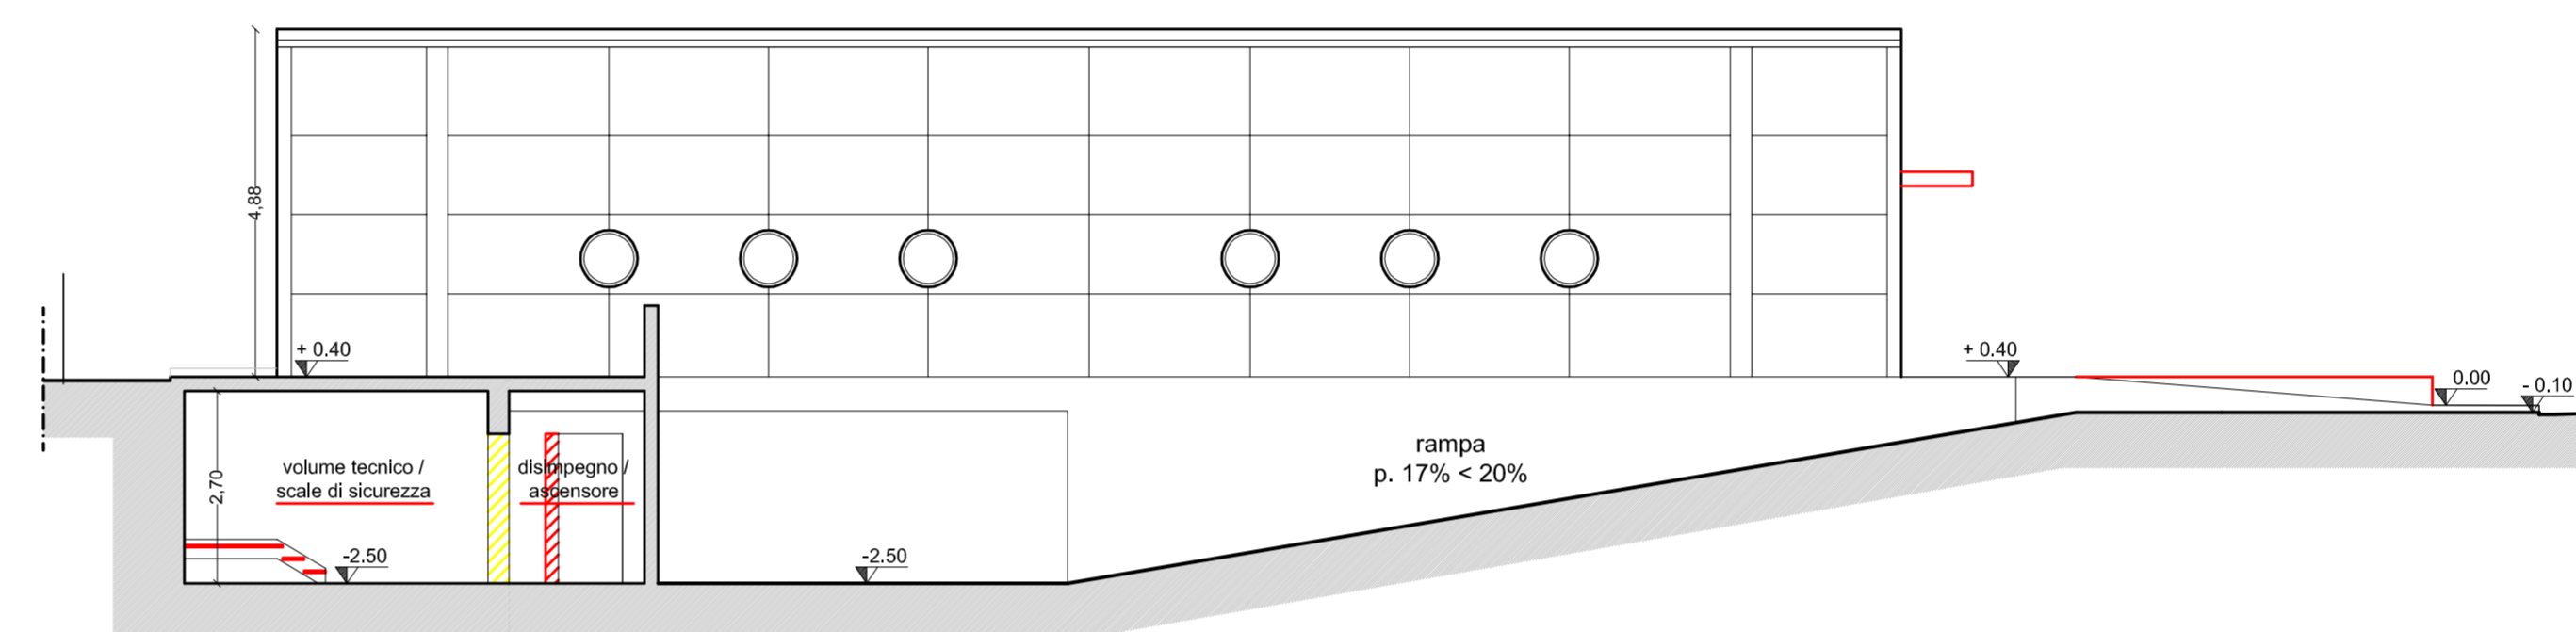 4,88
+ 0.40
+ 0.40
0.00
- 0.10
rampa
p. 17% < 20%
volume tecnico /
scale di sicurezza
disimpegno /
ascensore
2,70
-2.50
-2.50